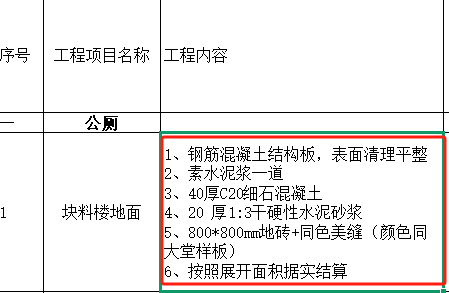 序号 工程项目名称 工程内容
一 公厕
1 块料楼地面
1、钢筋混凝土结构板，表面清理平整
2、素水泥浆一道
3、40厚C20细石混凝土
4、20 厚1:3干硬性水泥砂浆
5、800*800mm地砖+同色美缝（颜色同
大堂样板）
6、按照展开面积据实结算